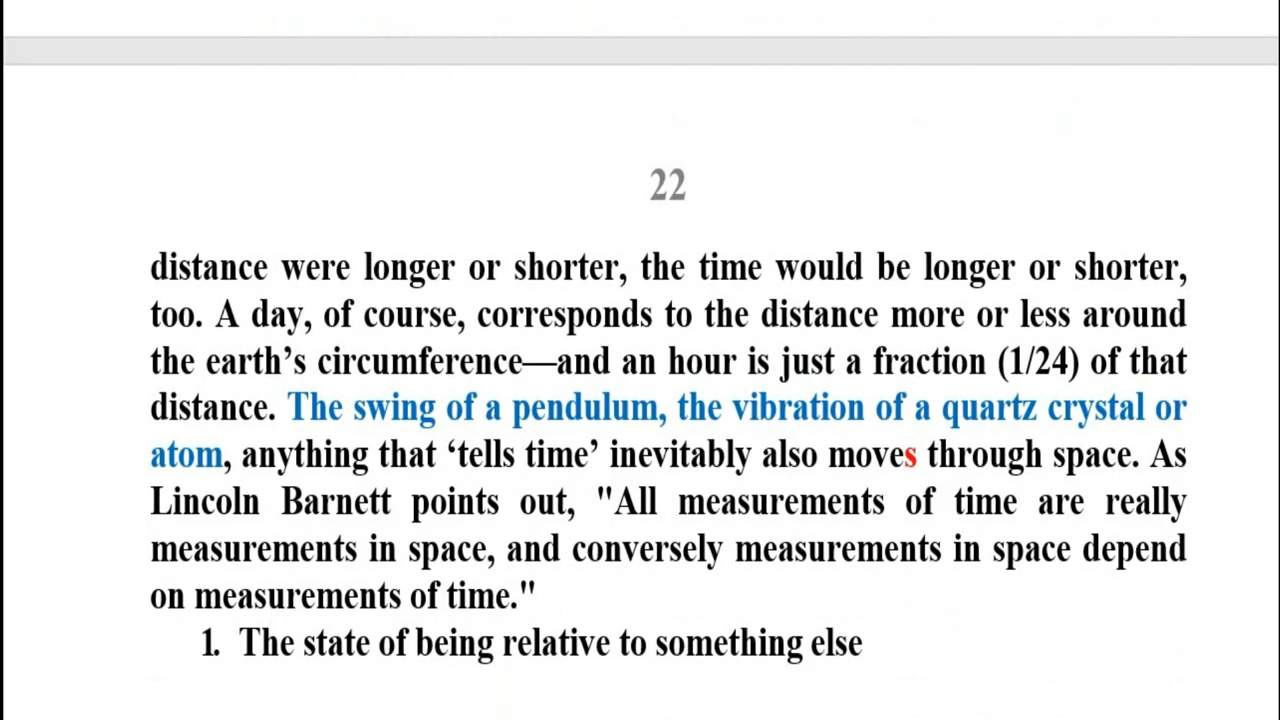 22
distance were longer or shorter, the time would be longer or shorter,
too. A day, of course, corresponds to the distance more or less around
the earth’s circumference—and an hour is just a fraction (1/24) of that
distance. The swing of a pendulum, the vibration of a quartz crystal or
atom, anything that ‘tells time’ inevitably also moves through space. As
Lincoln Barnett points out, "All measurements of time are really
measurements in space, and conversely measurements in space depend
on measurements of time."
1. The state of being relative to something else